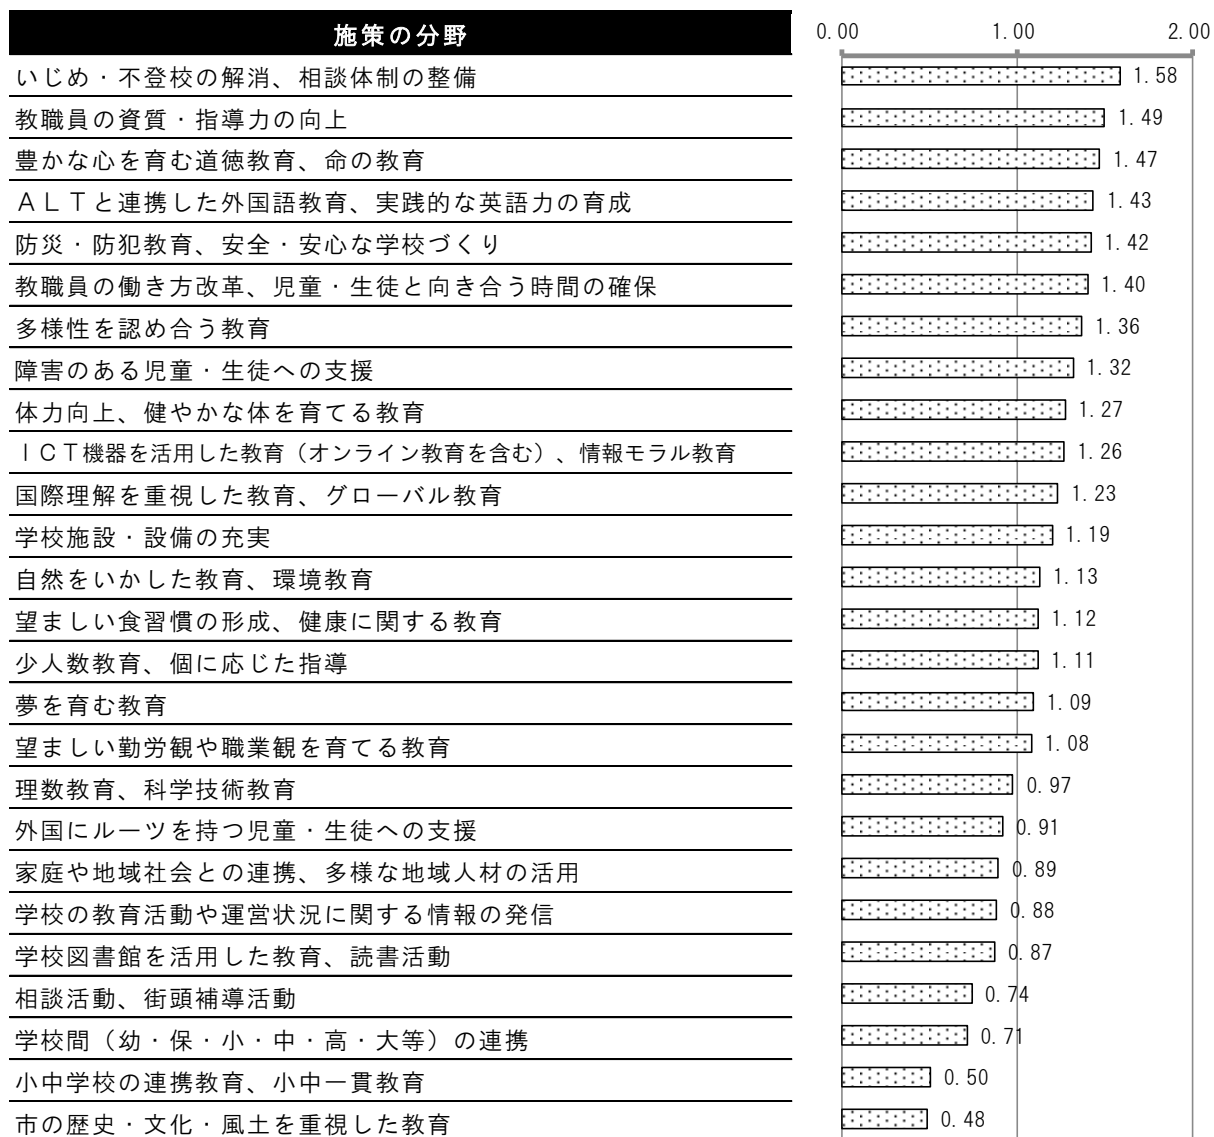 施策の分野
0.00 1.00 2.00
いじめ・不登校の解消、相談体制の整備 1.58
教職員の資質・指導力の向上 1.49
豊かな心を育む道徳教育、命の教育 1.47
ＡＬＴと連携した外国語教育、実践的な英語力の育成 1.43
防災・防犯教育、安全・安心な学校づくり 1.42
教職員の働き方改革、児童・生徒と向き合う時間の確保 1.40
多様性を認め合う教育 1.36
障害のある児童・生徒への支援 1.32
体力向上、健やかな体を育てる教育 1.27
ＩＣＴ機器を活用した教育（オンライン教育を含む）、情報モラル教育 1.26
国際理解を重視した教育、グローバル教育 1.23
学校施設・設備の充実 1.19
自然をいかした教育、環境教育 1.13
望ましい食習慣の形成、健康に関する教育 1.12
少人数教育、個に応じた指導 1.11
夢を育む教育 1.09
望ましい勤労観や職業観を育てる教育 1.08
理数教育、科学技術教育 0.97
外国にルーツを持つ児童・生徒への支援 0.91
家庭や地域社会との連携、多様な地域人材の活用 0.89
学校の教育活動や運営状況に関する情報の発信 0.88
学校図書館を活用した教育、読書活動 0.87
相談活動、街頭補導活動 0.74
学校間（幼・保・小・中・高・大等）の連携 0.71
小中学校の連携教育、小中一貫教育 0.50
市の歴史・文化・風土を重視した教育 0.48